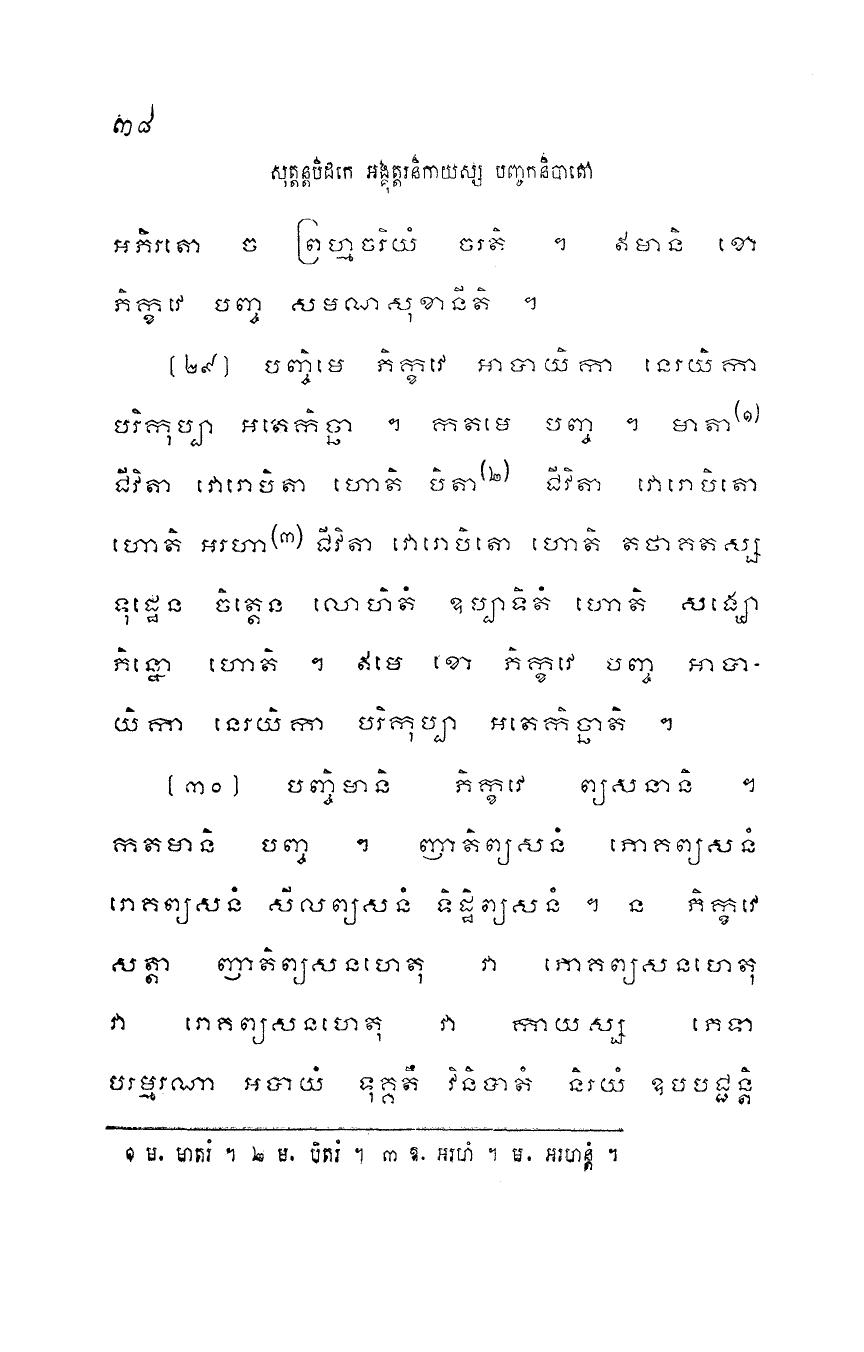 ៣៨
សុត្តន្តបិដកេ អង្គុត្តរនិកាយស្ស បញ្ចកនិបាតោ
អភិរតោ ច ព្រហ្មចរិយំ ចរតិ ។ ឥមានិ ខោ
ភិក្ខវេ បញ្ច សមណសុខានីតិ ។
[២៩] បញ្ចិមេ ភិក្ខវេ អាបាយិកា នេរយិកា
បរិកុប្បា អតេកិច្ឆា ។ កតមេ បញ្ច ។ មាតា(១)
ជីវិតា វោរោបិតា ហោតិ បិតា(២) ជីវិតា វោរោបិតោ
ហោតិ អរហា(៣) ជីវិតា វោរោបិតោ ហោតិ តថាគតស្ស
ទុដ្ឋេន ចិត្តេន លោហិតំ ឧប្បាទិតំ ហោតិ សង្ឃោ
ភិន្នោ ហោតិ ។ ឥមេ ខោ ភិក្ខវេ បញ្ច អាបា-
យិកា នេរយិកា បរិកុប្បា អតេកិច្ឆាតិ ។
[៣០] បញ្ចិមានិ ភិក្ខវេ ព្យសនានិ ។
កតមានិ បញ្ច ។ ញាតិព្យសនំ ភោគព្យសនំ
រោគព្យសនំ សីលព្យសនំ ទិដ្ឋិព្យសនំ ។ ន ភិក្ខវេ
សត្តា ញាតិព្យសនហេតុ វា ភោគព្យសនហេតុ
វា រោគព្យសនហេតុ វា កាយស្ស ភេទា
បរម្មរណា អបាយំ ទុគ្គតឹ វិនិបាតំ និរយំ ឧបបជ្ជន្តិ
១ ម. មាតរំ ។ ២ ម. បិតរំ ។ ៣ ឱ. អរហំ ។ ម. អរហន្តំ ។